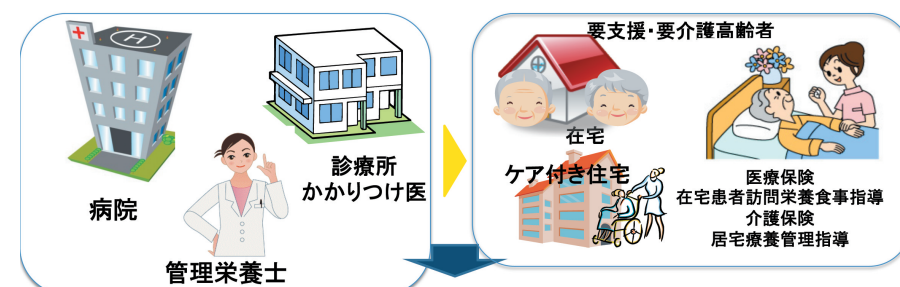 病院
診療所
かかりつけ医
管理栄養士
要支援・要介護高齢者
在宅
ケア付き住宅
医療保険
在宅患者訪問栄養食事指導
介護保険
居宅療養管理指導